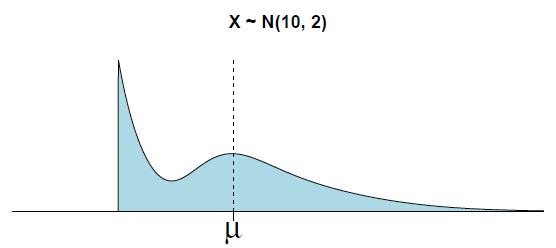 X ~ N(10, 2)
μ